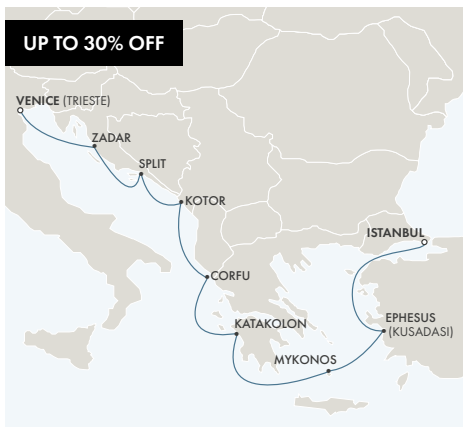 UP TO 30% OFF
VENICE (TRIESTE)
ZADAR
SPLIT
KOTOR
ISTANBUL
CORFU
KATAKOLON
EPHESUS
(KUSADASI)
MYKONOS